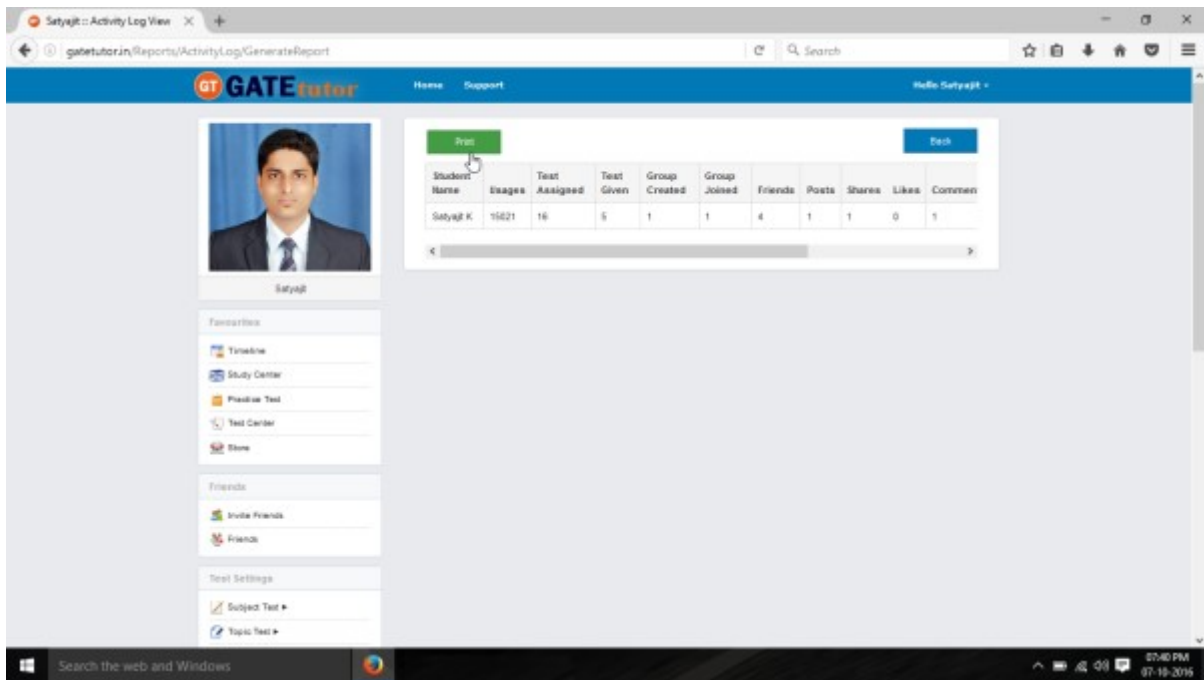 Satyajit :: Activity Log View
gatetutor.in/Reports/ActivityLog/GenerateReport
Search
GT GATEtutor
Home Support
Hello Satyajit
Print
Back
Student Name Usages Test Assigned Test Given Group Created Group Joined Friends Posts Shares Likes Commen
Satyajit K 15021 16 5 1 1 4 1 1 0 1
Satyajit
Favourites
Timeline
Study Center
Practise Test
Test Center
Store
Friends
Invite Friends
Friends
Test Settings
Subject Test
Topic Test
Search the web and Windows
07:40 PM
07-10-2016